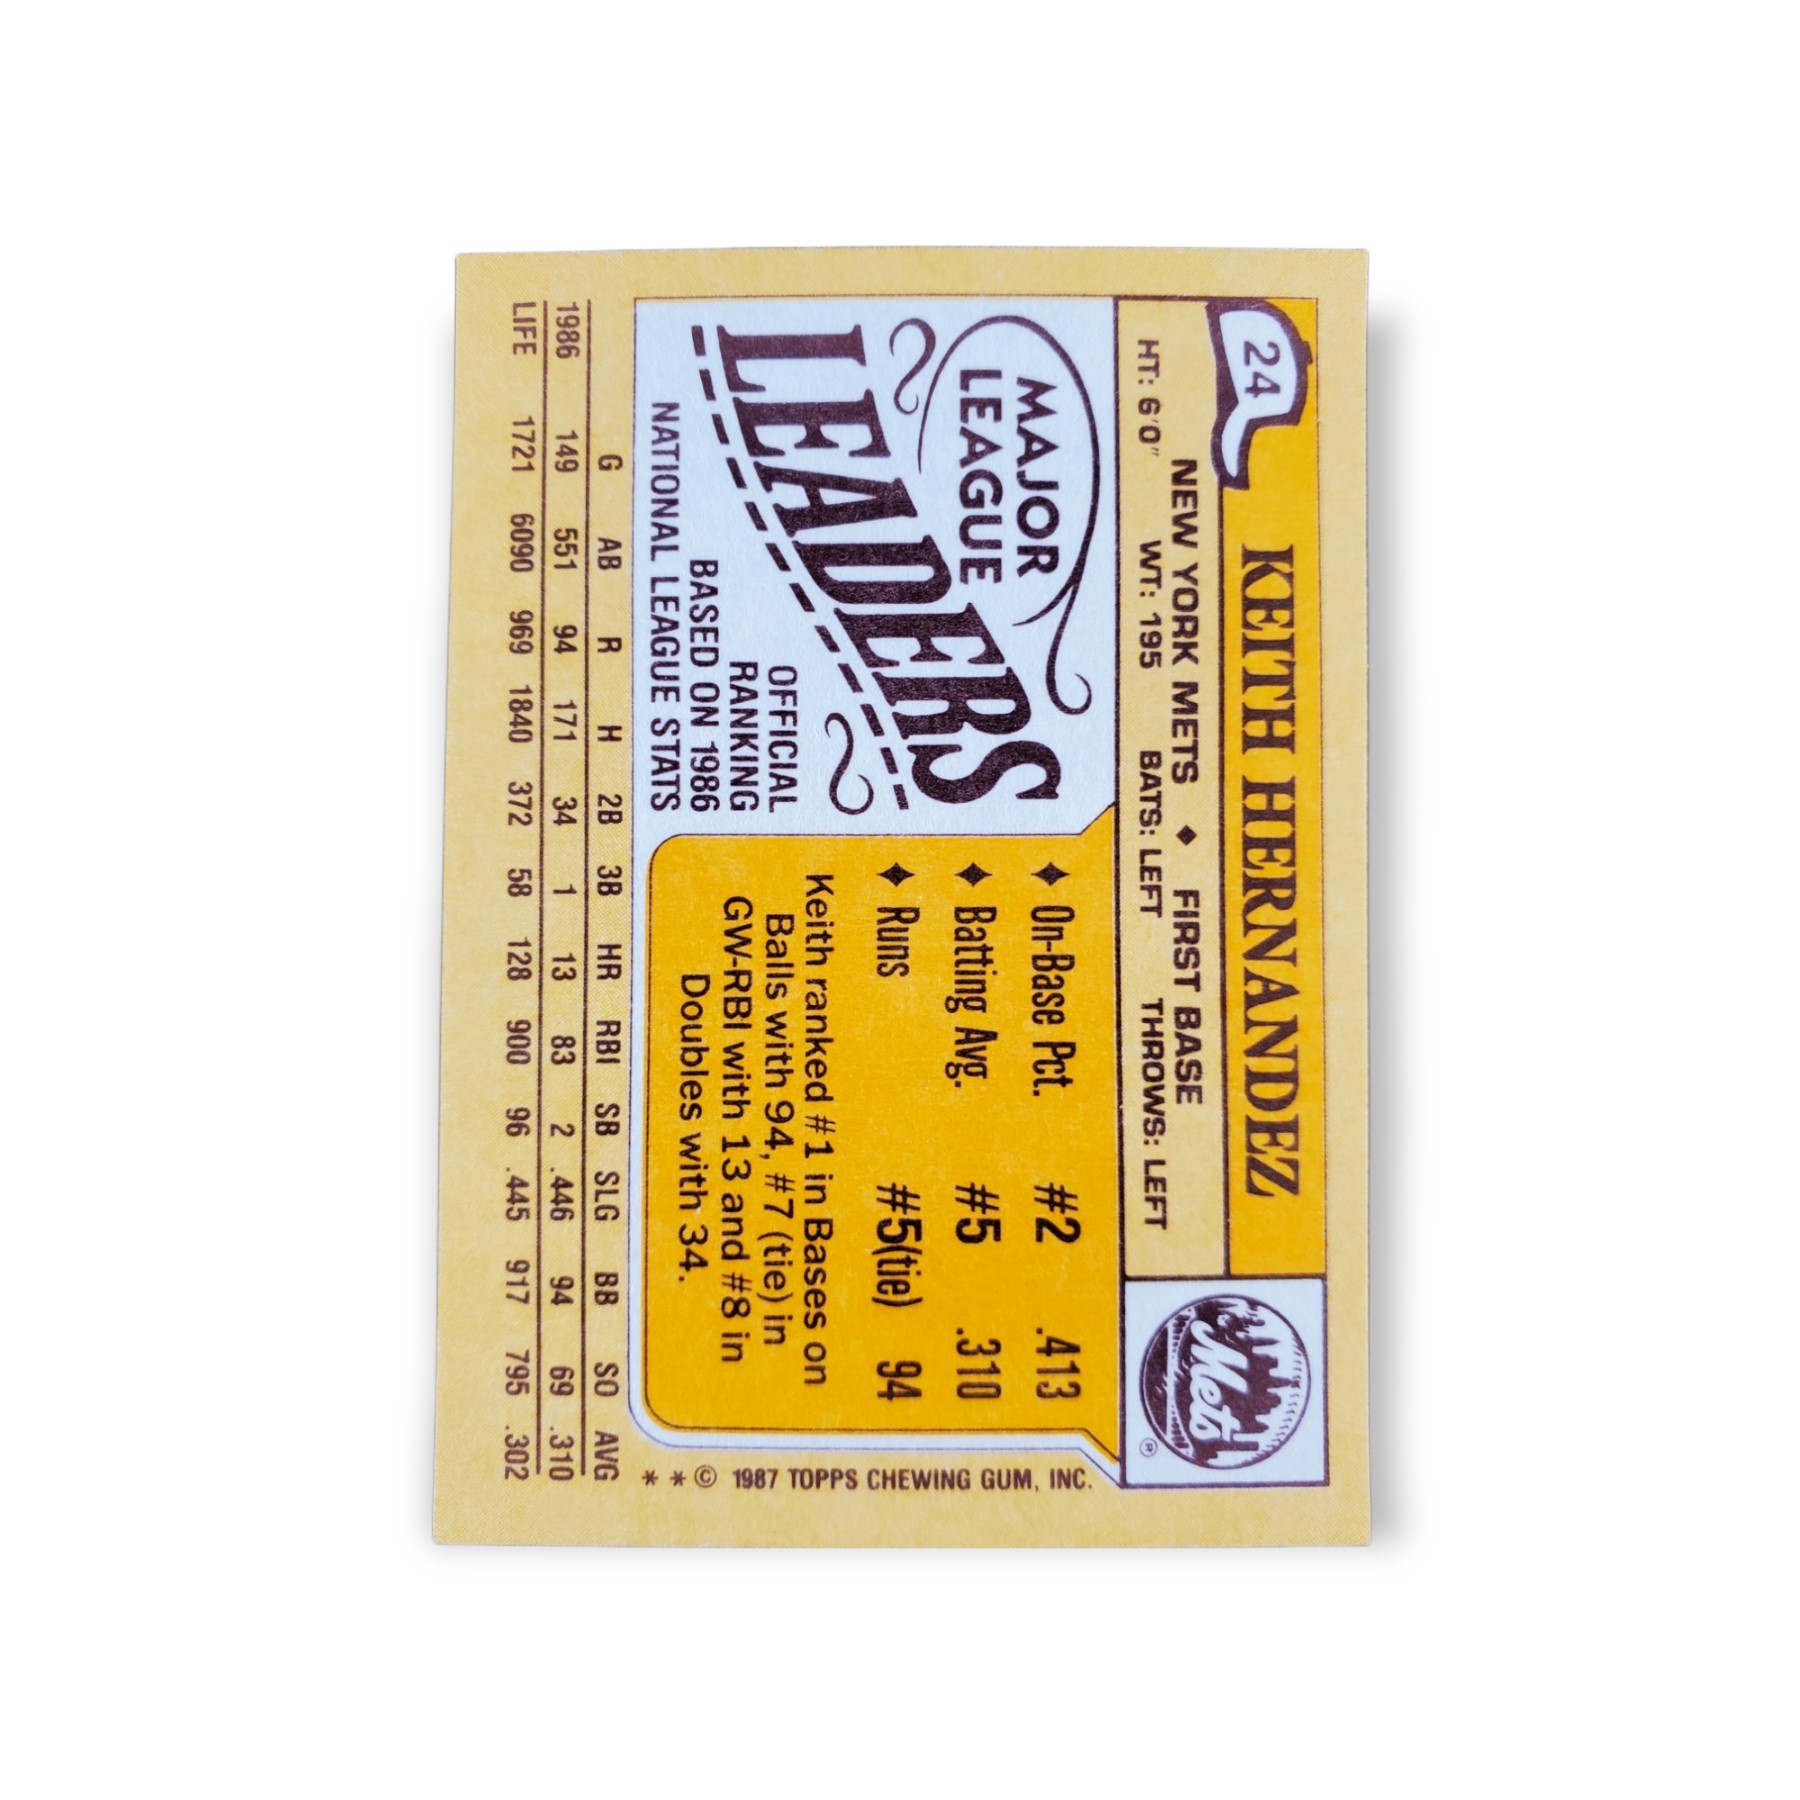 24
KEITH HERNANDEZ
NEW YORK METS ◆ FIRST BASE
HT: 6'0" WT: 195 BATS: LEFT THROWS: LEFT
Mets
®
MAJOR
LEAGUE
LEADERS
OFFICIAL
RANKING
BASED ON 1986
NATIONAL LEAGUE STATS
◆ On-Base Pct. #2 .413
◆ Batting Avg. #5 .310
◆ Runs #5(tie) 94
Keith ranked #1 in Bases on
Balls with 94, #7 (tie) in
GW-RBI with 13 and #8 in
Doubles with 34.
* * © 1987 TOPPS CHEWING GUM, INC.
G AB R H 2B 3B HR RBI SB SLG BB SO AVG
1986 149 551 94 171 34 1 13 83 2 .446 94 69 .310
LIFE 1721 6090 969 1840 372 58 128 900 96 .445 917 795 .302